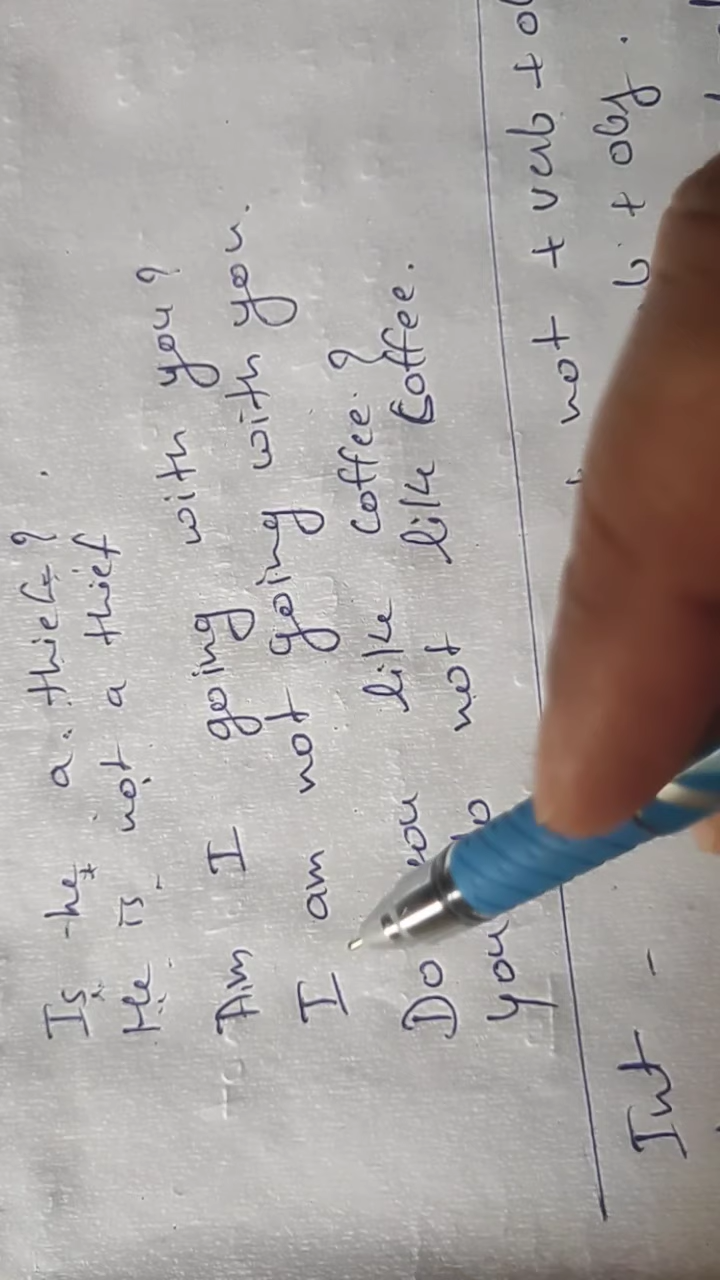 Is he a thief?
He is not a thief.
Am I going with you?
I am not going with you.
Do you like coffee?
You do not like Coffee.
not + verb +
Int - + obj.